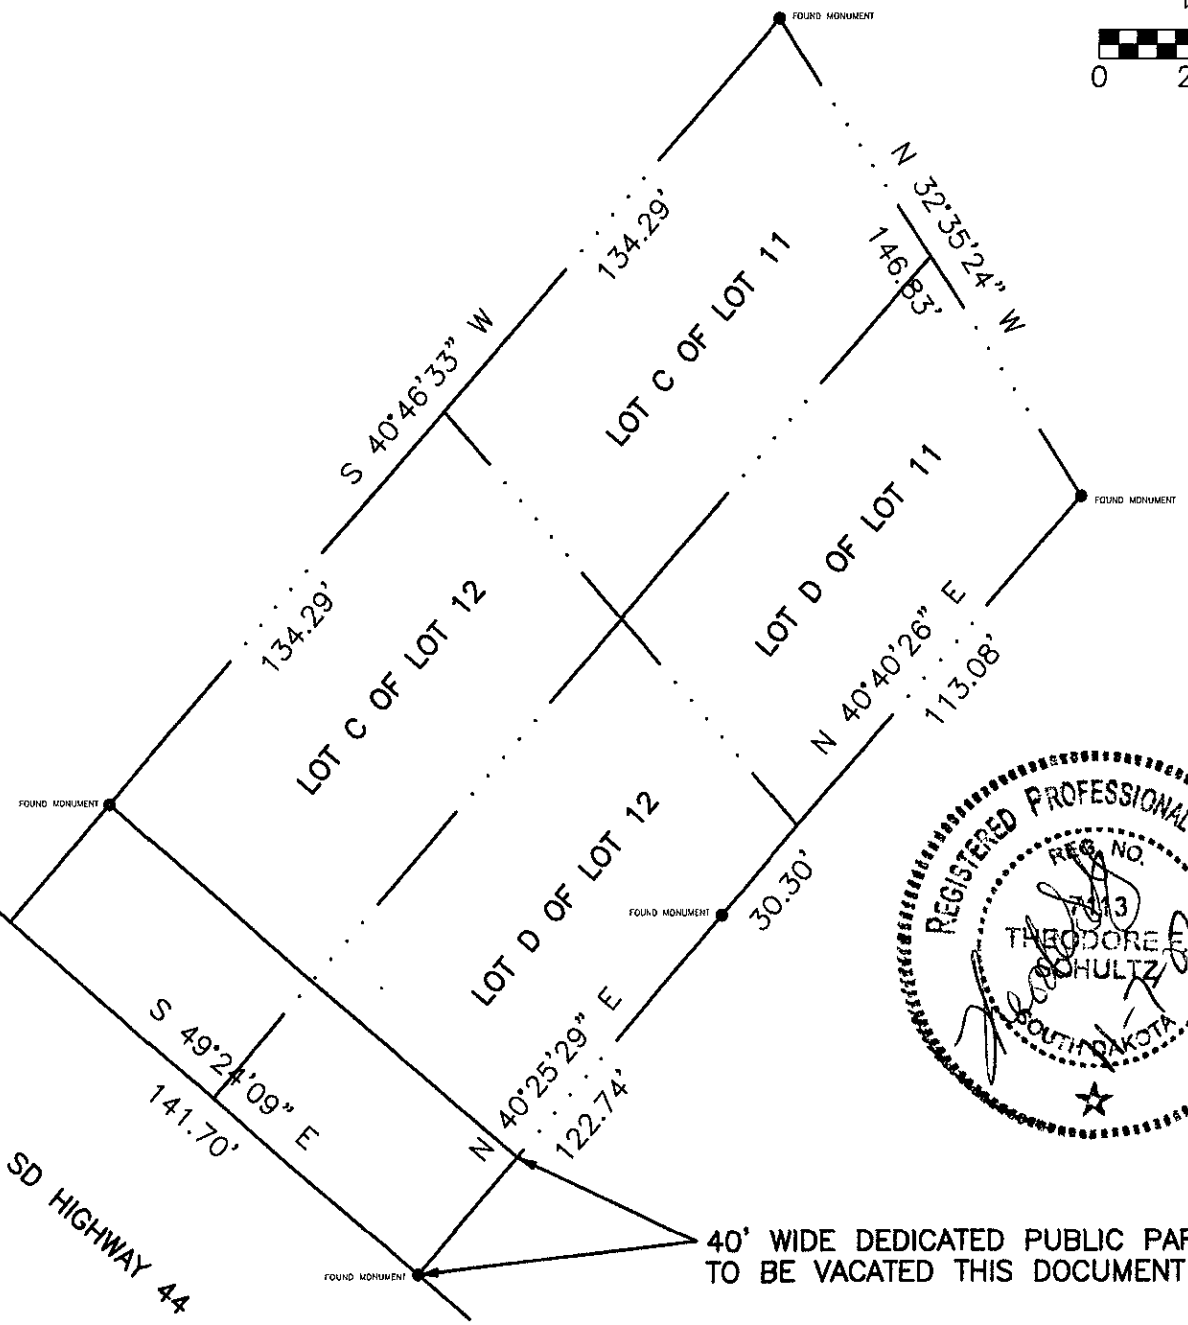 FOUND MONUMENT
0 2
N 32°35'24" W
146.83'
134.29'
LOT C OF LOT 11
S 40°46'33" W
LOT D OF LOT 11
FOUND MONUMENT
134.29'
LOT C OF LOT 12
N 40°40'26" E
113.08'
FOUND MONUMENT
LOT D OF LOT 12
FOUND MONUMENT
30.30'
REGISTERED PROFESSIONAL
REG. NO.
THEODORE E.
SCHULTZ
SOUTH DAKOTA
N 40°25'29" E
122.74'
S 49°24'09" E
141.70'
SD HIGHWAY 44
FOUND MONUMENT
40' WIDE DEDICATED PUBLIC
TO BE VACATED THIS DOCUMENT